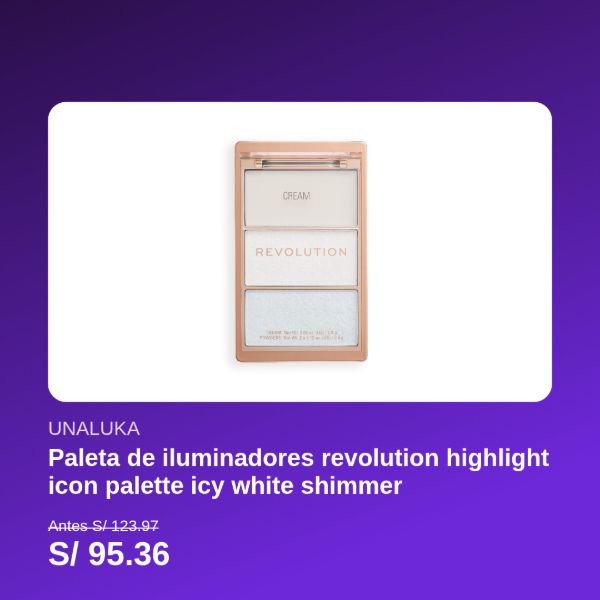 CREAM
REVOLUTION
UNALUKA
Paleta de iluminadores revolution highlight
icon palette icy white shimmer
Antes S/ 123.97
S/ 95.36